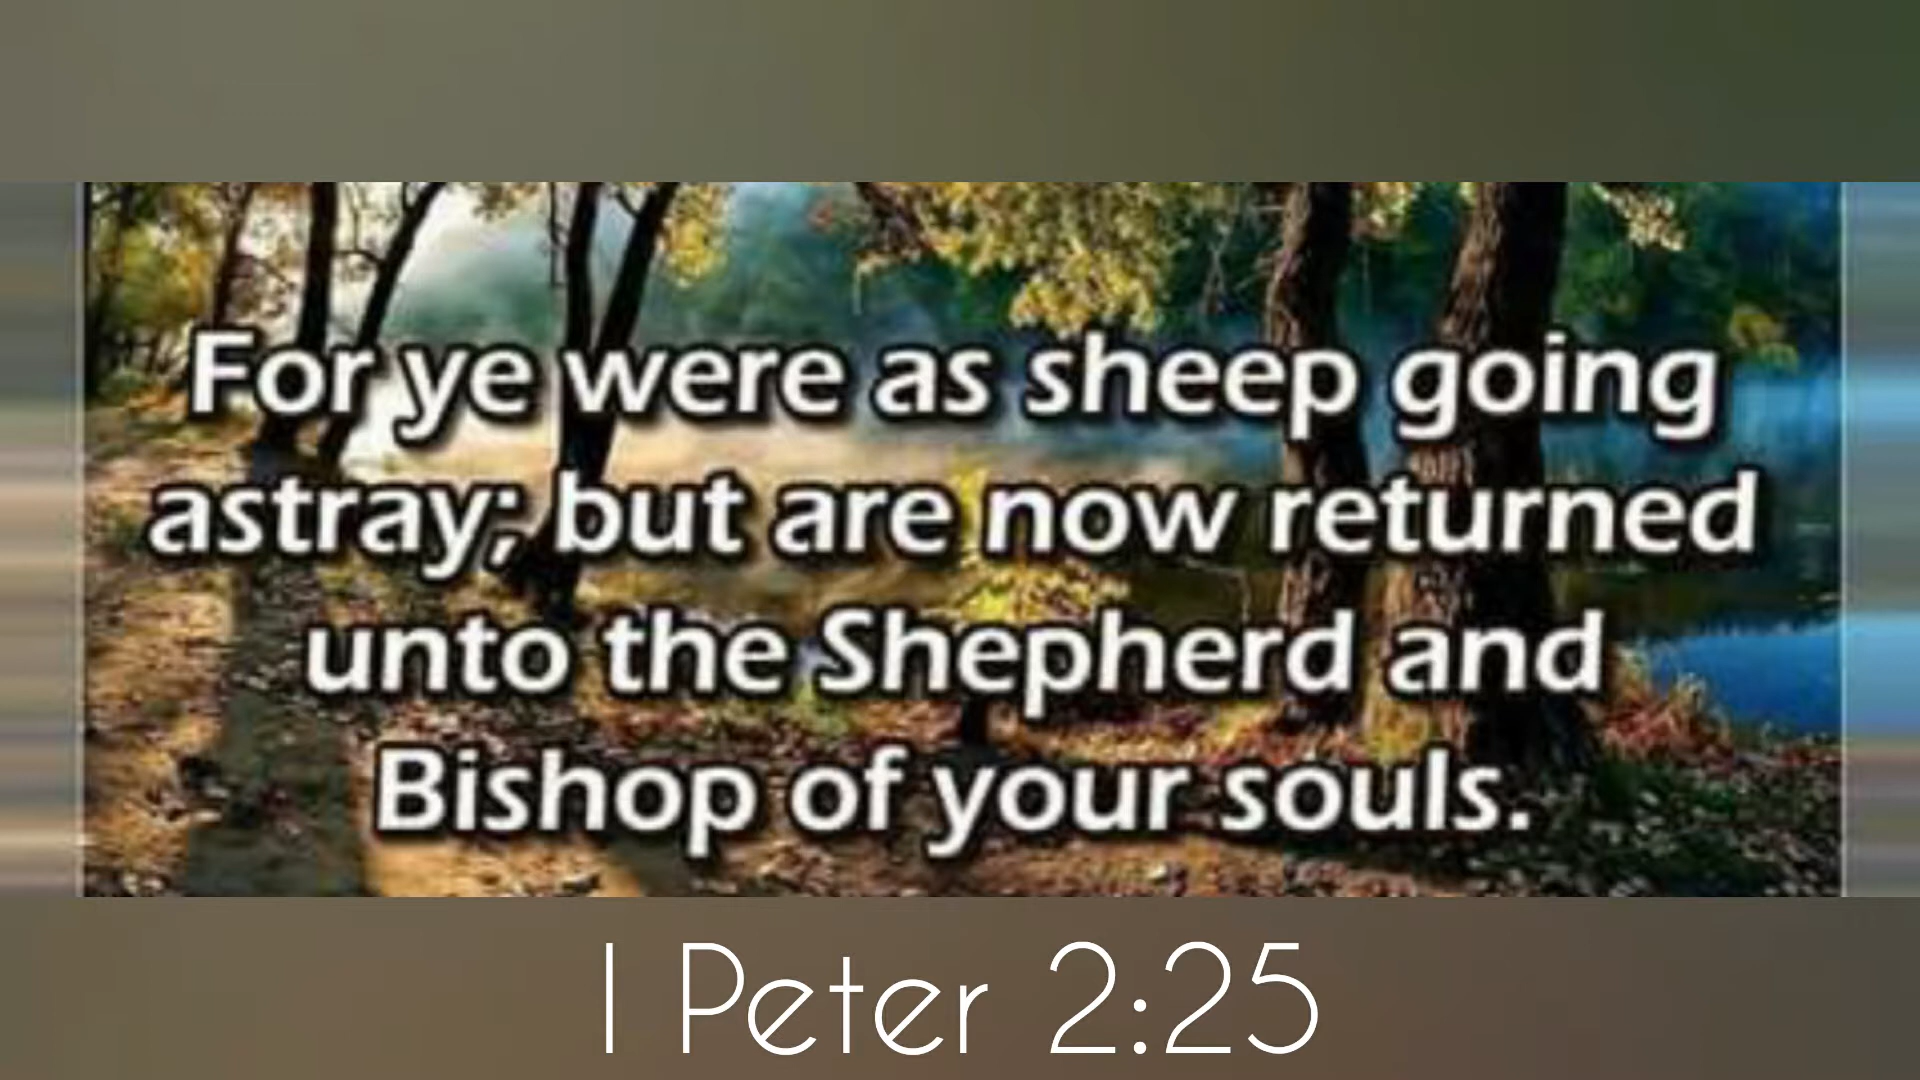 For ye were as sheep going
astray; but are now returned
unto the Shepherd and
Bishop of your souls.
I Peter 2:25